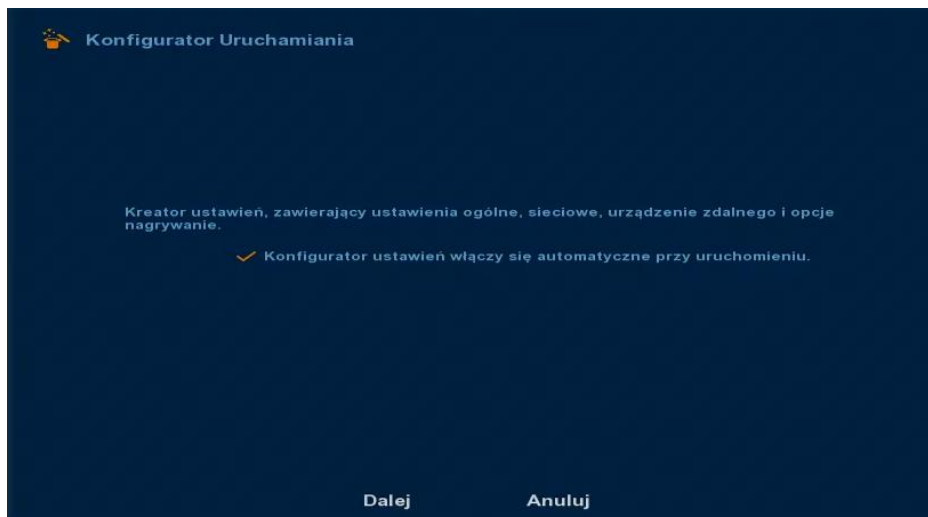 Konfigurator Uruchamiania
Kreator ustawień, zawierający ustawienia ogólne, sieciowe, urządzenie zdalnego i opcje
nagrywanie.
Konfigurator ustawień włączy się automatyczne przy uruchomieniu.
Dalej Anuluj